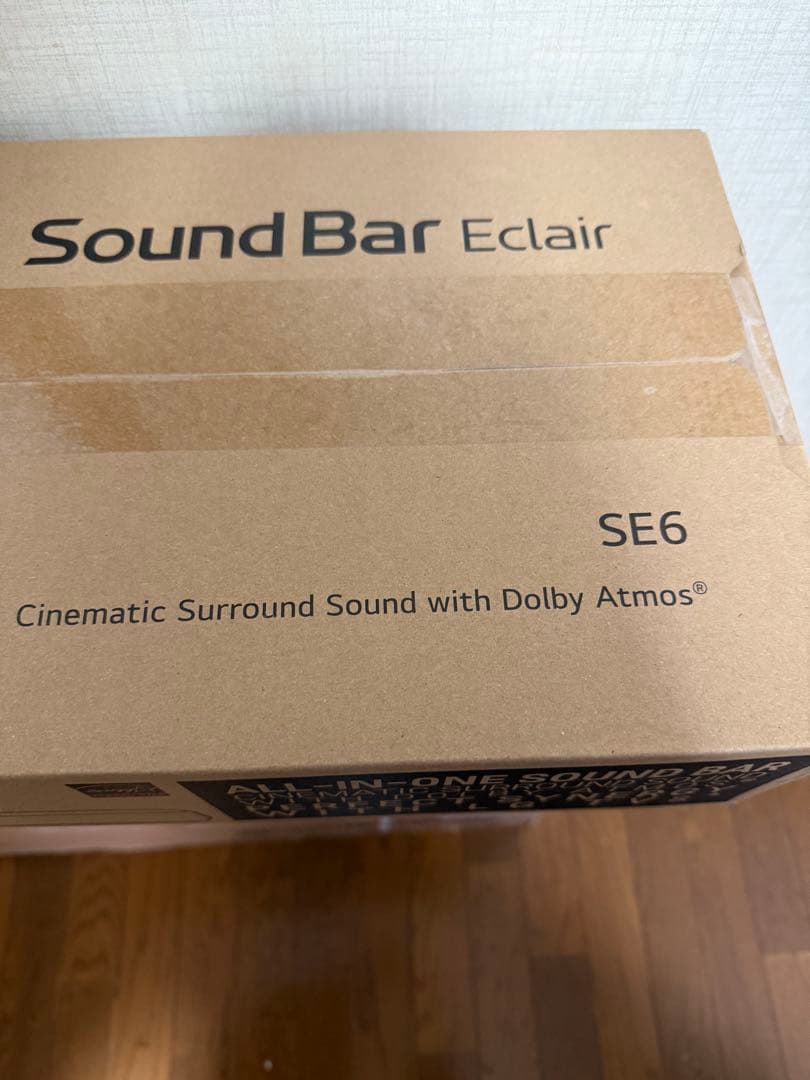 Sound Bar Eclair
SE6
Cinematic Surround Sound with Dolby Atmos®
ALL-IN-ONE SOUND BAR